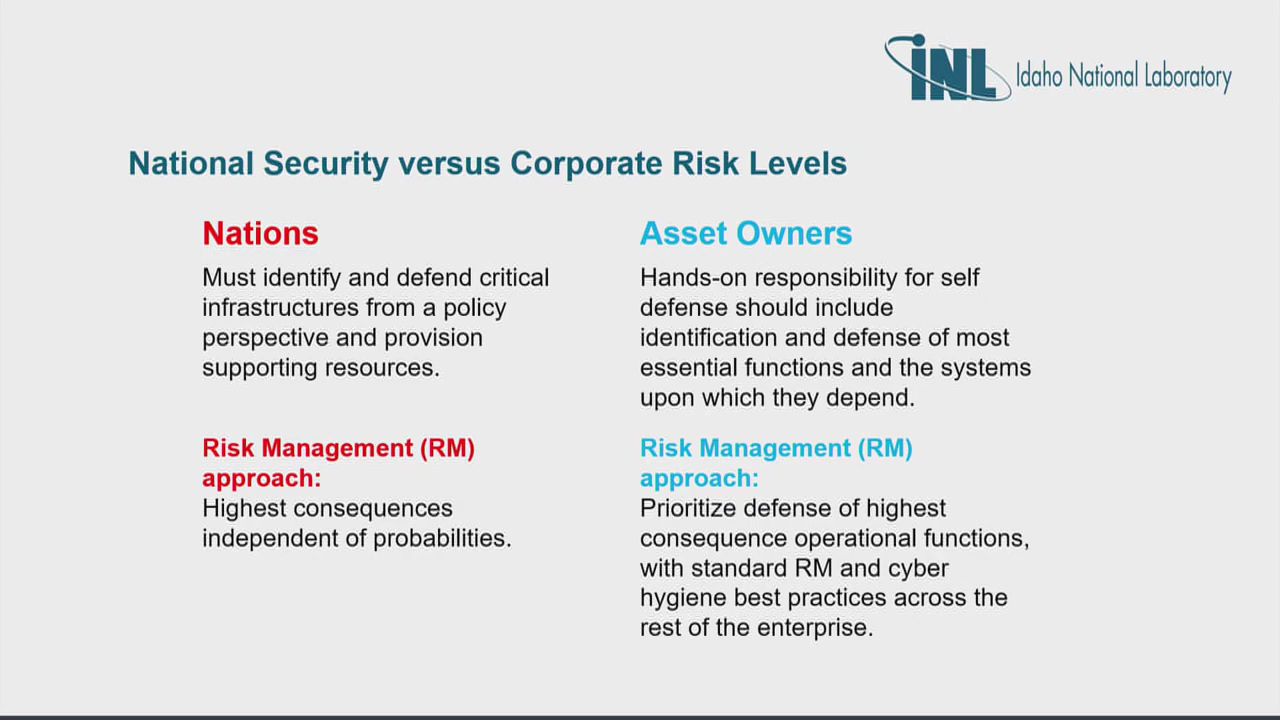 INL Idaho National Laboratory
National Security versus Corporate Risk Levels
Nations
Must identify and defend critical
infrastructures from a policy
perspective and provision
supporting resources.
Risk Management (RM)
approach:
Highest consequences
independent of probabilities.
Asset Owners
Hands-on responsibility for self
defense should include
identification and defense of most
essential functions and the systems
upon which they depend.
Risk Management (RM)
approach:
Prioritize defense of highest
consequence operational functions,
with standard RM and cyber
hygiene best practices across the
rest of the enterprise.